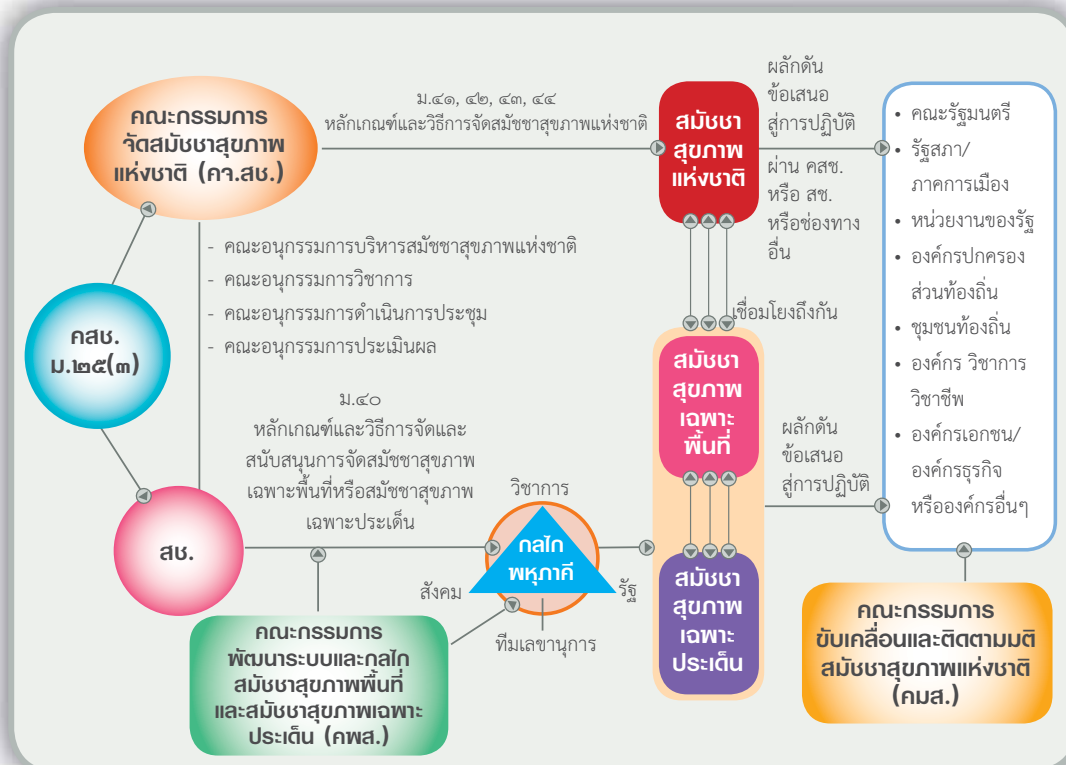 คณะกรรมการ
จัดสมัชชาสุขภาพ
แห่งชาติ (คจ.สช.)
ม.๔๑, ๔๒, ๔๓, ๔๔
หลักเกณฑ์และวิธีการจัดสมัชชาสุขภาพแห่งชาติ
สมัชชา
สุขภาพ
แห่งชาติ
ผลักดัน
ข้อเสนอ
สู่การปฏิบัติ
ผ่าน คสช.
หรือ สช.
หรือช่องทาง
อื่น
• คณะรัฐมนตรี
• รัฐสภา/
ภาคการเมือง
• หน่วยงานของรัฐ
• องค์กรปกครอง
ส่วนท้องถิ่น
• ชุมชนท้องถิ่น
• องค์กร วิชาการ
วิชาชีพ
• องค์กรเอกชน/
องค์กรธุรกิจ
หรือองค์กรอื่นๆ
- คณะอนุกรรมการบริหารสมัชชาสุขภาพแห่งชาติ
- คณะอนุกรรมการวิชาการ
- คณะอนุกรรมการดำเนินการประชุม
- คณะอนุกรรมการประเมินผล
คสช.
ม.๒๕(๓)
เชื่อมโยงถึงกัน
สมัชชา
สุขภาพ
เฉพาะ
พื้นที่
ม.๔๐
หลักเกณฑ์และวิธีการจัดและ
สนับสนุนการจัดสมัชชาสุขภาพ
เฉพาะพื้นที่หรือสมัชชาสุขภาพ
เฉพาะประเด็น
ผลักดัน
ข้อเสนอ
สู่การปฏิบัติ
สช.
วิชาการ
กลไก
พหุภาคี
สังคม
รัฐ
ทีมเลขานุการ
สมัชชา
สุขภาพ
เฉพาะ
ประเด็น
คณะกรรมการ
พัฒนาระบบและกลไก
สมัชชาสุขภาพพื้นที่
และสมัชชาสุขภาพเฉพาะ
ประเด็น (คพส.)
คณะกรรมการ
ขับเคลื่อนและติดตามมติ
สมัชชาสุขภาพแห่งชาติ
(คมส.)